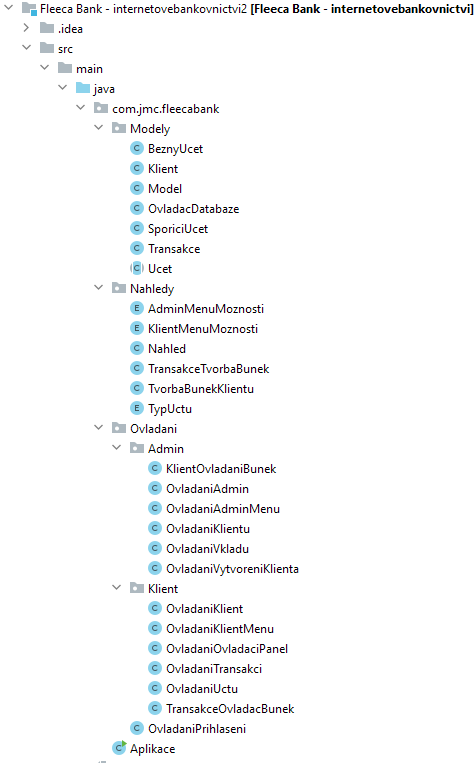 Fleeca Bank - internetovebankovnictvi2 [Fleeca Bank - internetovebankovnictvi]
.idea
src
main
java
com.jmc.fleecabank
Modely
C BeznyUcet
C Klient
C Model
C OvladacDatabaze
C SporiciUcet
C Transakce
C Ucet
Nahledy
E AdminMenuMoznosti
E KlientMenuMoznosti
C Nahled
C TransakceTvorbaBunek
C TvorbaBunekKlientu
E TypUctu
Ovladani
Admin
C KlientOvladaniBunek
C OvladaniAdmin
C OvladaniAdminMenu
C OvladaniKlientu
C OvladaniVkladu
C OvladaniVytvoreniKlienta
Klient
C OvladaniKlient
C OvladaniKlientMenu
C OvladaniOvladaciPanel
C OvladaniTransakci
C OvladaniUctu
C TransakceOvladacBunek
C OvladaniPrihlaseni
C Aplikace